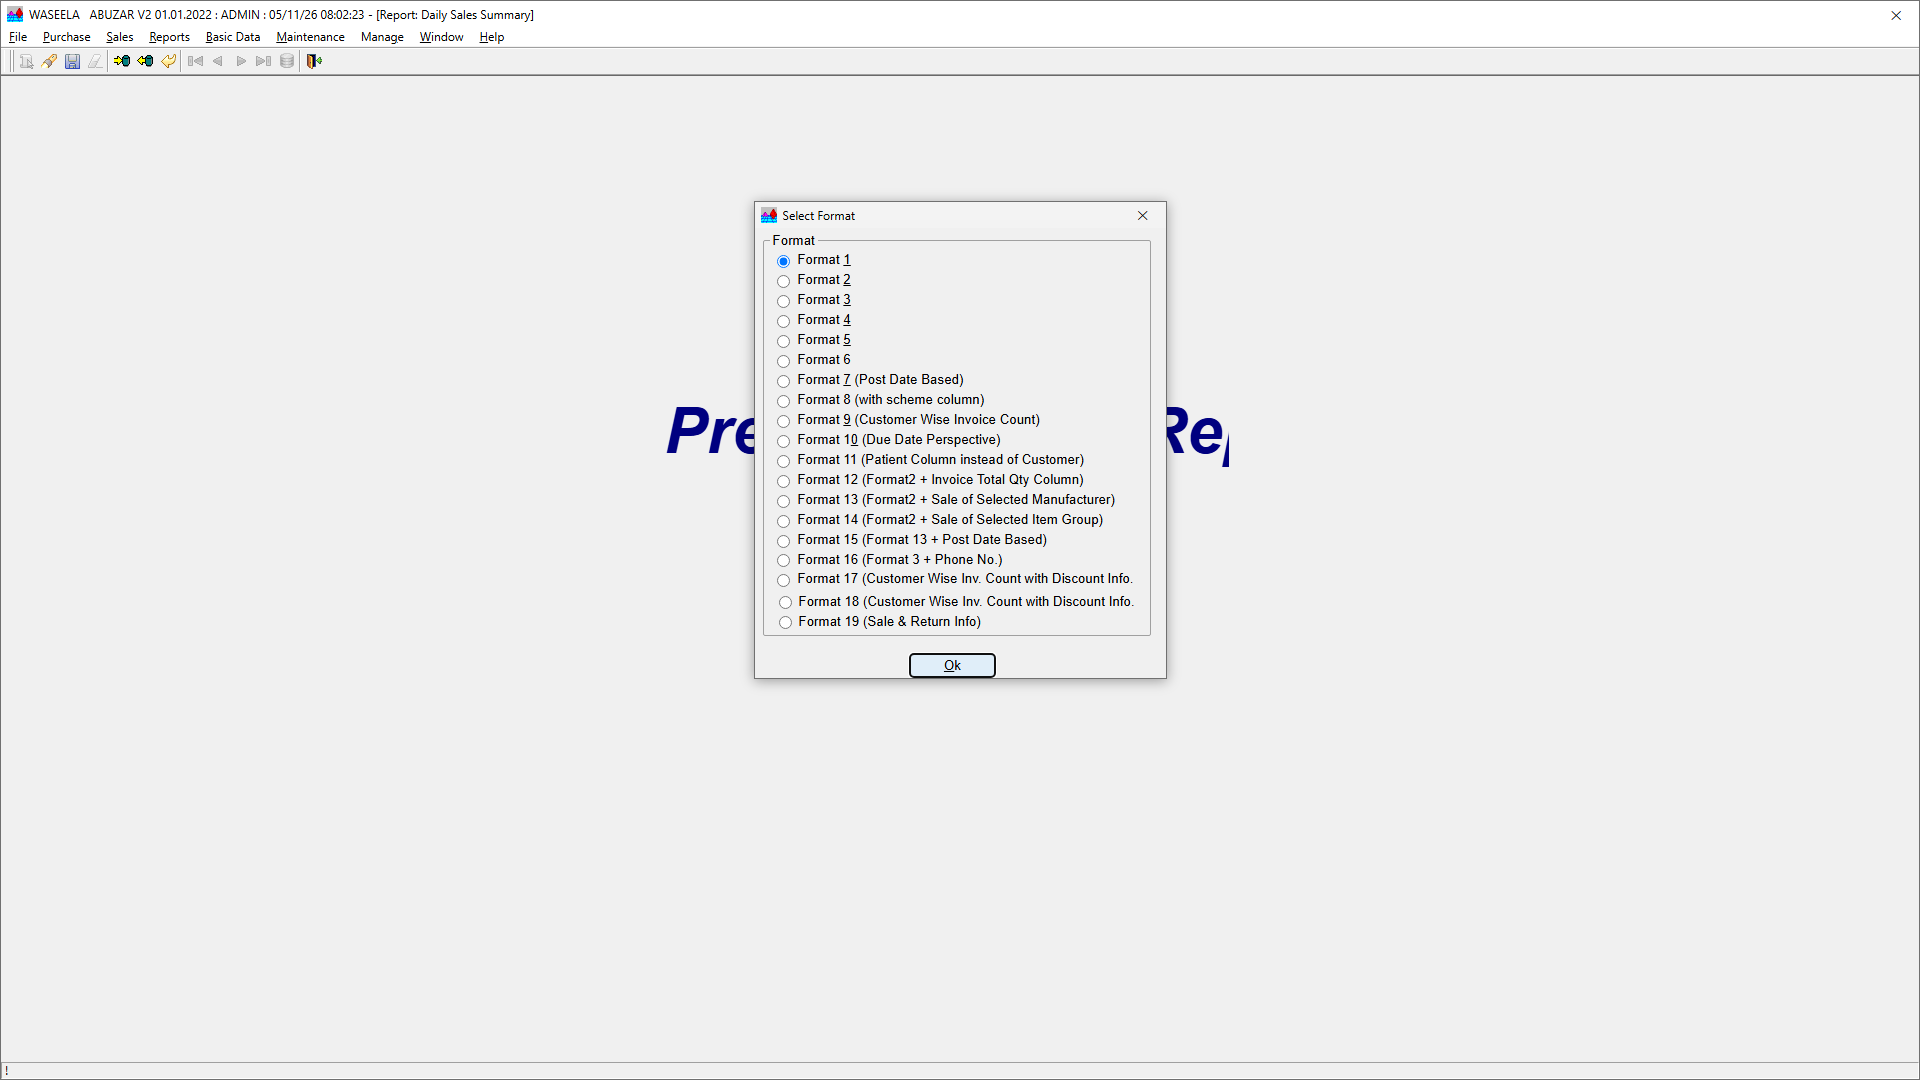 WASEELA   ABUZAR V2 01.01.2022 : ADMIN : 05/11/26 08:02:23 - [Report: Daily Sales Summary]
File Purchase Sales Reports Basic Data Maintenance Manage Window Help
Select Format
Format
Format 1
Format 2
Format 3
Format 4
Format 5
Format 6
Format 7 (Post Date Based)
Format 8 (with scheme column)
Format 9 (Customer Wise Invoice Count)
Format 10 (Due Date Perspective)
Format 11 (Patient Column instead of Customer)
Format 12 (Format2 + Invoice Total Qty Column)
Format 13 (Format2 + Sale of Selected Manufacturer)
Format 14 (Format2 + Sale of Selected Item Group)
Format 15 (Format 13 + Post Date Based)
Format 16 (Format 3 + Phone No.)
Format 17 (Customer Wise Inv. Count with Discount Info.
Format 18 (Customer Wise Inv. Count with Discount Info.
Format 19 (Sale & Return Info)
Ok
!